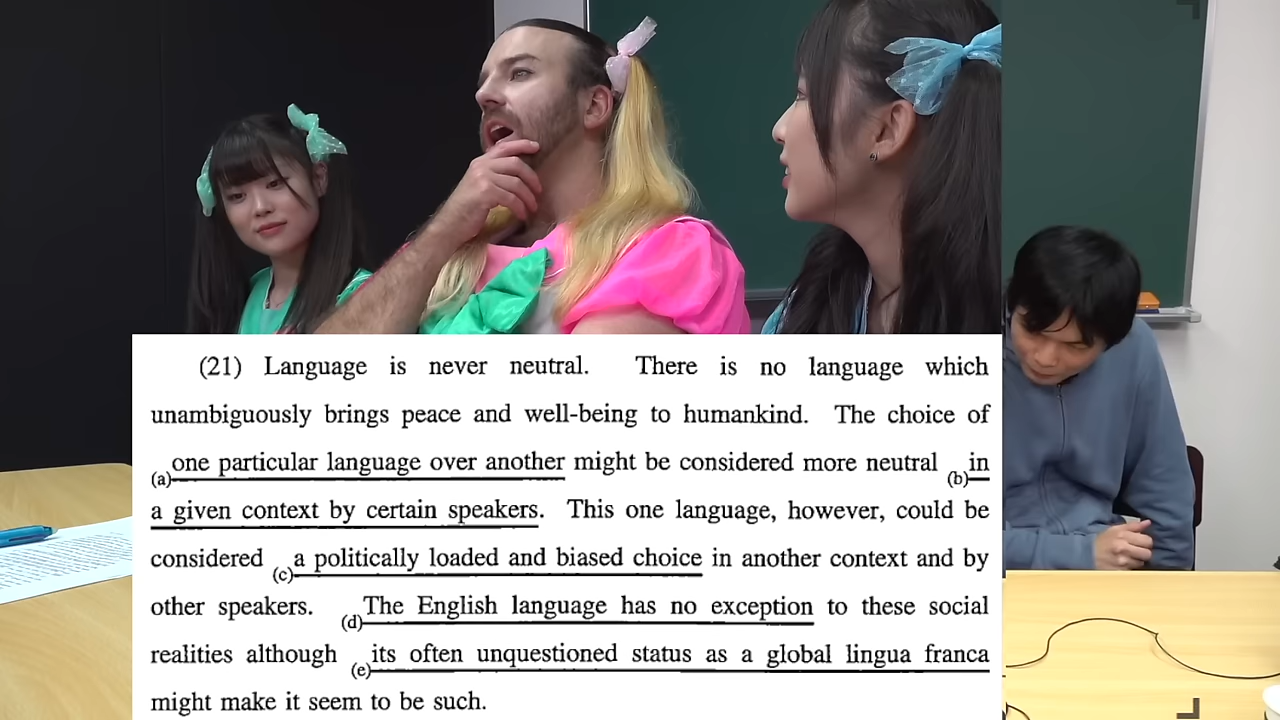 (21) Language is never neutral. There is no language which
unambiguously brings peace and well-being to humankind. The choice of
(a)one particular language over another might be considered more neutral (b)in
a given context by certain speakers. This one language, however, could be
considered (c)a politically loaded and biased choice in another context and by
other speakers. (d)The English language has no exception to these social
realities although (e)its often unquestioned status as a global lingua franca
might make it seem to be such.